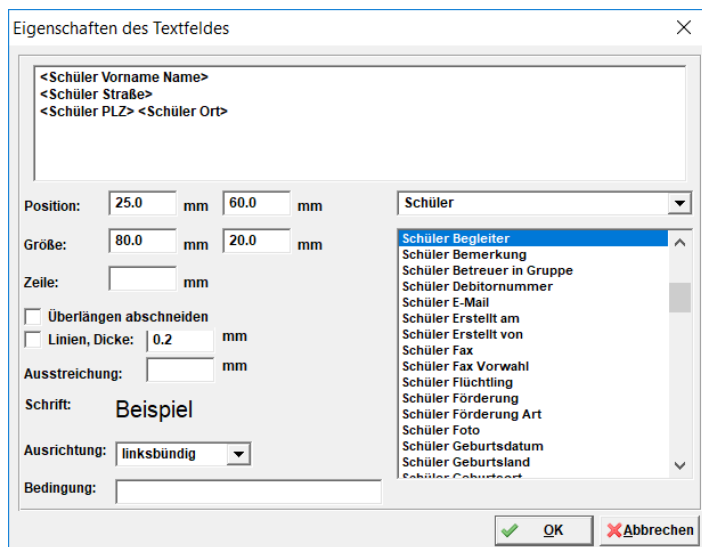 Eigenschaften des Textfeldes
<Schüler Vorname Name>
<Schüler Straße>
<Schüler PLZ> <Schüler Ort>
Position: 25.0 mm 60.0 mm
Größe: 80.0 mm 20.0 mm
Zeile: mm
Überlängen abschneiden
Linien, Dicke: 0.2 mm
Ausstreichung: mm
Schrift: Beispiel
Ausrichtung: linksbündig
Bedingung:
Schüler
Schüler Begleiter
Schüler Bemerkung
Schüler Betreuer in Gruppe
Schüler Debitornummer
Schüler E-Mail
Schüler Erstellt am
Schüler Erstellt von
Schüler Fax
Schüler Fax Vorwahl
Schüler Flüchtling
Schüler Förderung
Schüler Förderung Art
Schüler Foto
Schüler Geburtsdatum
Schüler Geburtsland
Schüler Geburtsort
OK Abbrechen